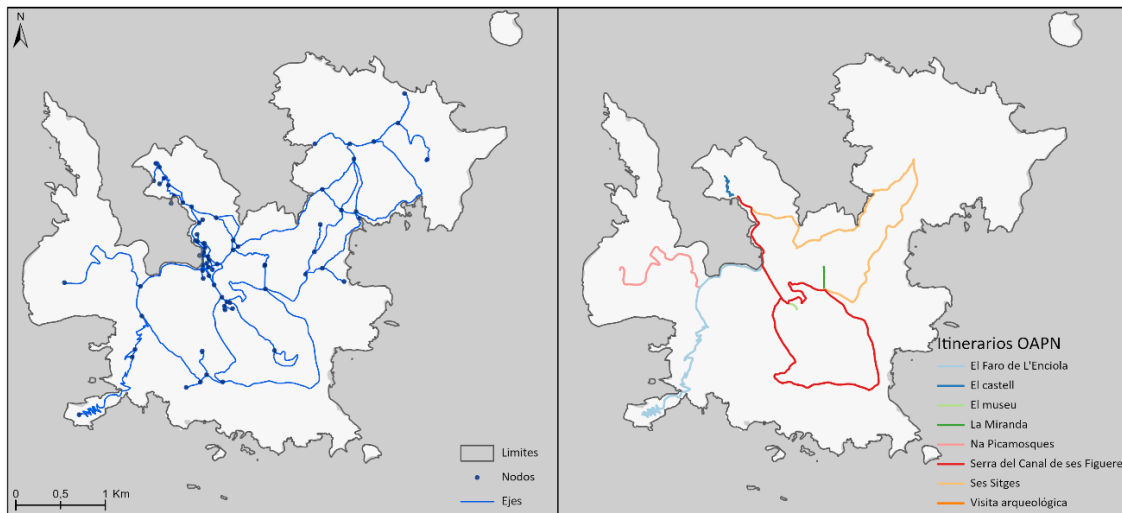 N
Limites
Nodos
Ejes
0 0,5 1 Km
Itinerarios OAPN
El Faro de L'Enciola
El castell
El museu
La Miranda
Na Picamosques
Serra del Canal de ses Figuere
Ses Sitges
Visita arqueológica